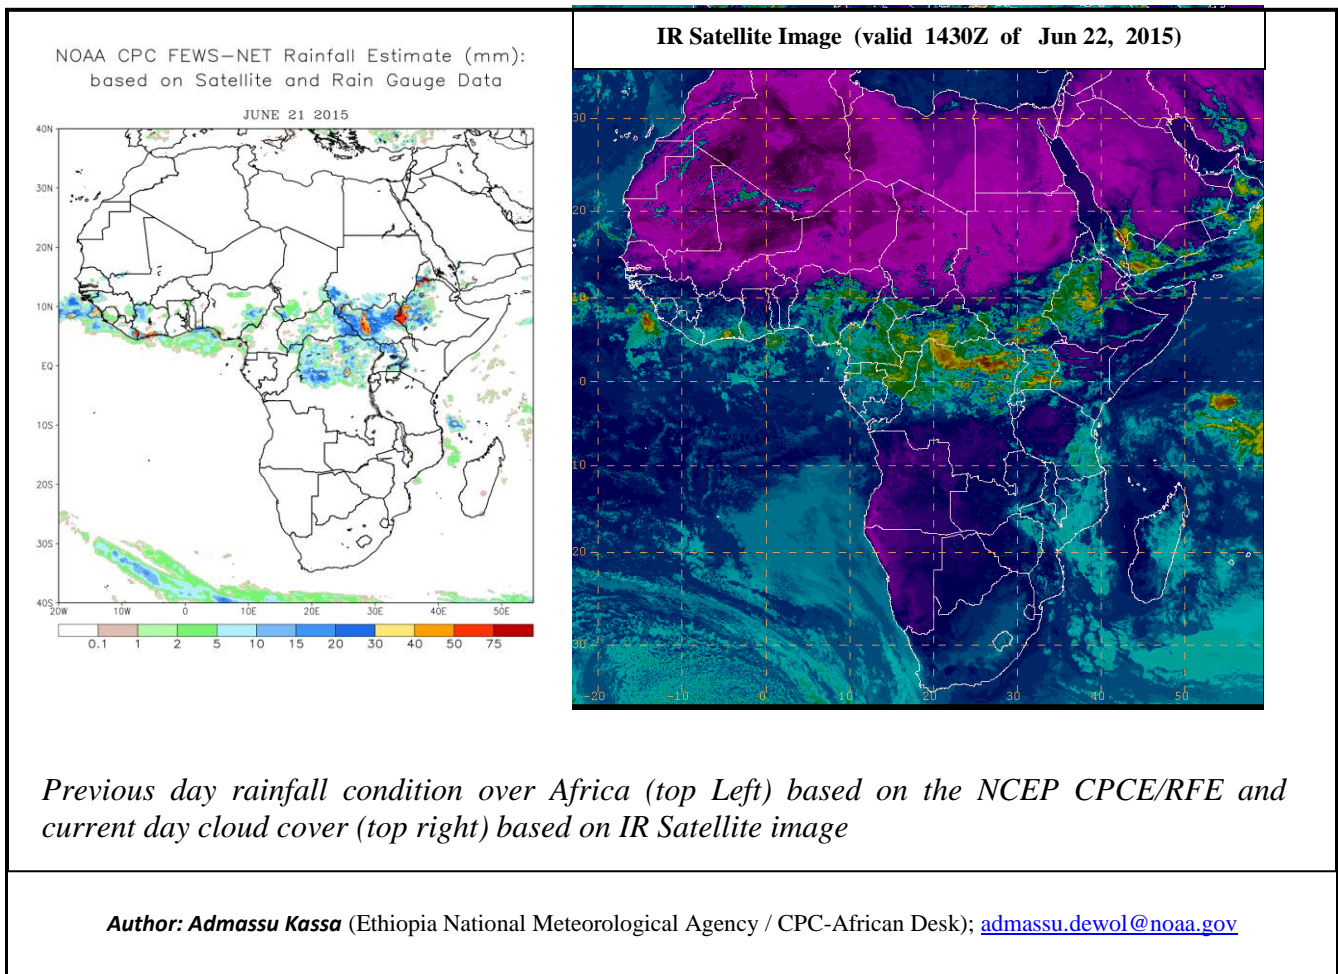 NOAA CPC FEWS-NET Rainfall Estimate (mm):
based on Satellite and Rain Gauge Data
JUNE 21 2015
40N
30N
20N
10N
EQ
10S
20S
30S
40S
20W 10W 0 10E 20E 30E 40E 50E
0.1 1 2 5 10 15 20 30 40 50 75
IR Satellite Image (valid 1430Z of Jun 22, 2015)
30
20
10
0
10
20
30
-20 -10 0 10 20 30 40 50
Previous day rainfall condition over Africa (top Left) based on the NCEP CPCE/RFE and
current day cloud cover (top right) based on IR Satellite image
Author: Admassu Kassa (Ethiopia National Meteorological Agency / CPC-African Desk); admassu.dewol@noaa.gov